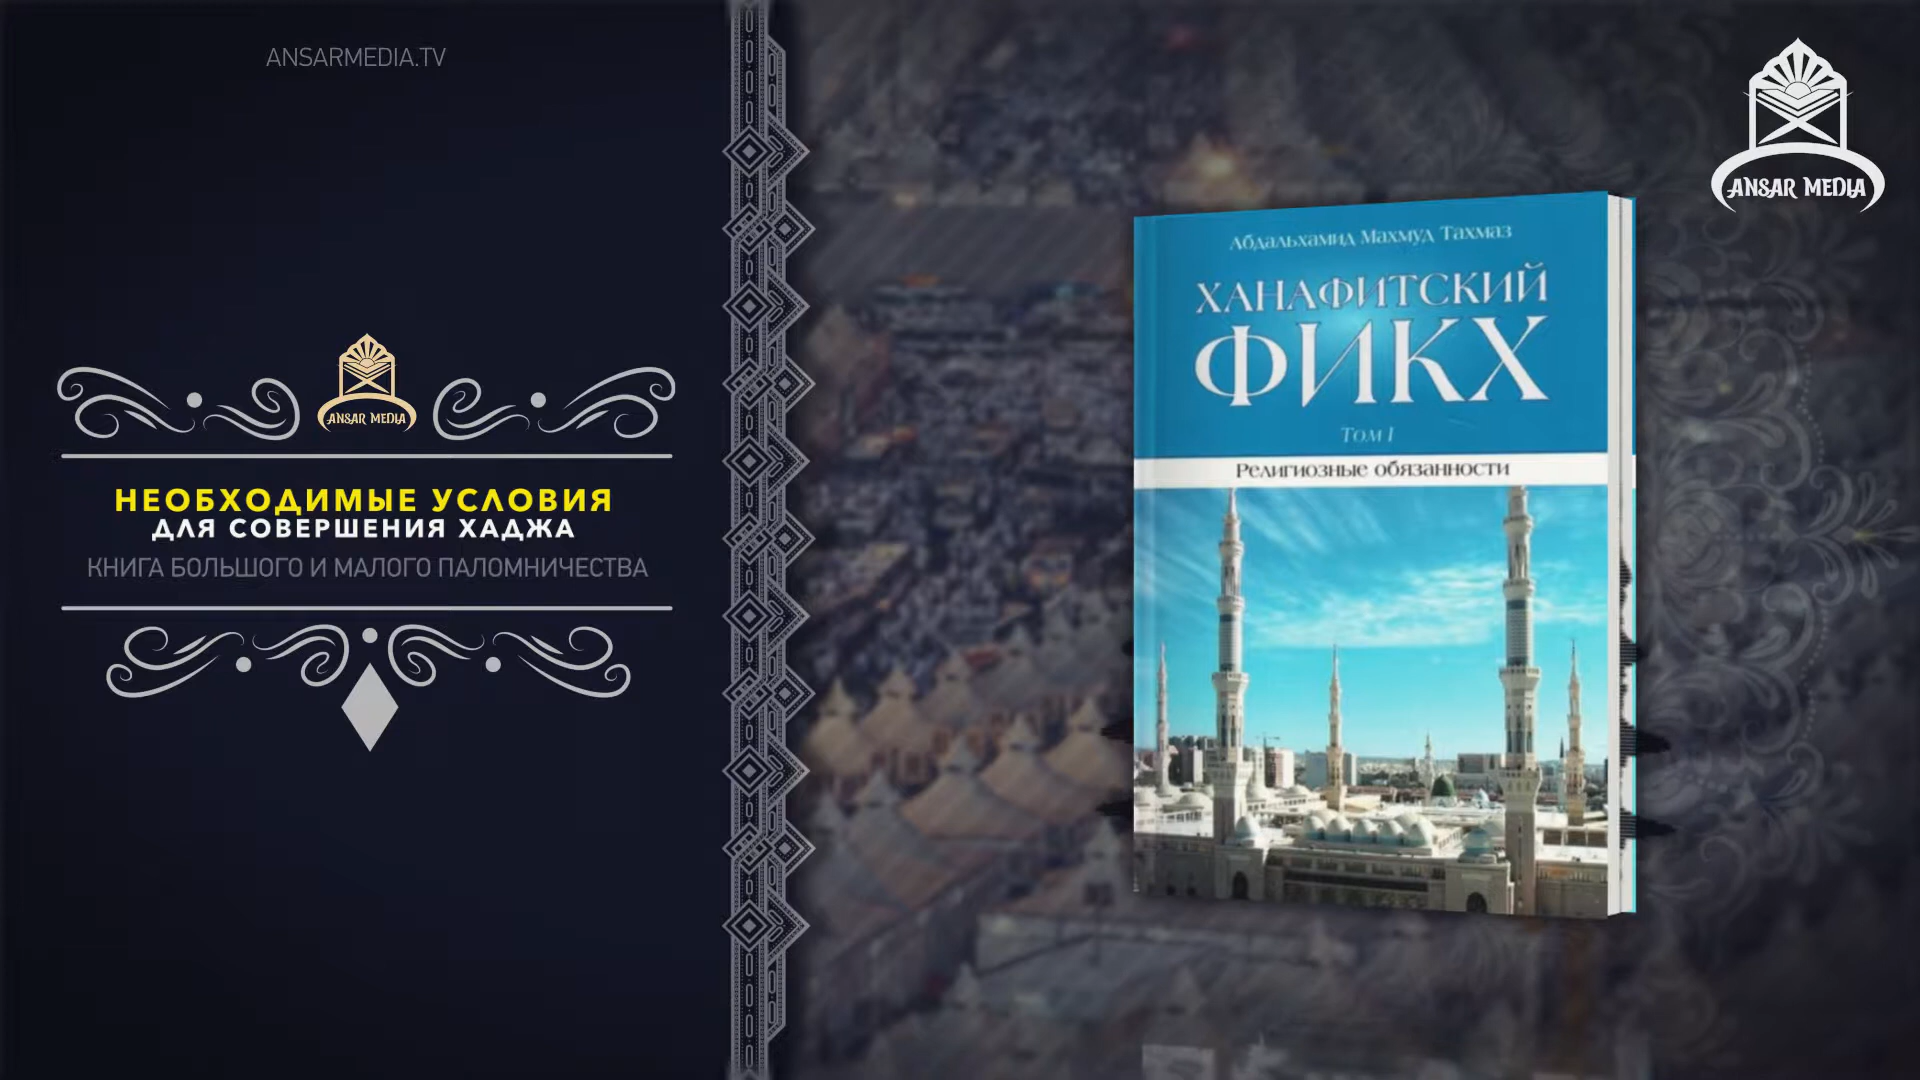 ANSARMEDIA.TV
ANSAR MEDIA
НЕОБХОДИМЫЕ УСЛОВИЯ
ДЛЯ СОВЕРШЕНИЯ ХАДЖА
КНИГА БОЛЬШОГО И МАЛОГО ПАЛОМНИЧЕСТВА
ANSAR MEDIA
Абдальхамид Махмуд Тахмаз
ХАНАФИТСКИЙ
ФИКХ
Том I
Религиозные обязанности